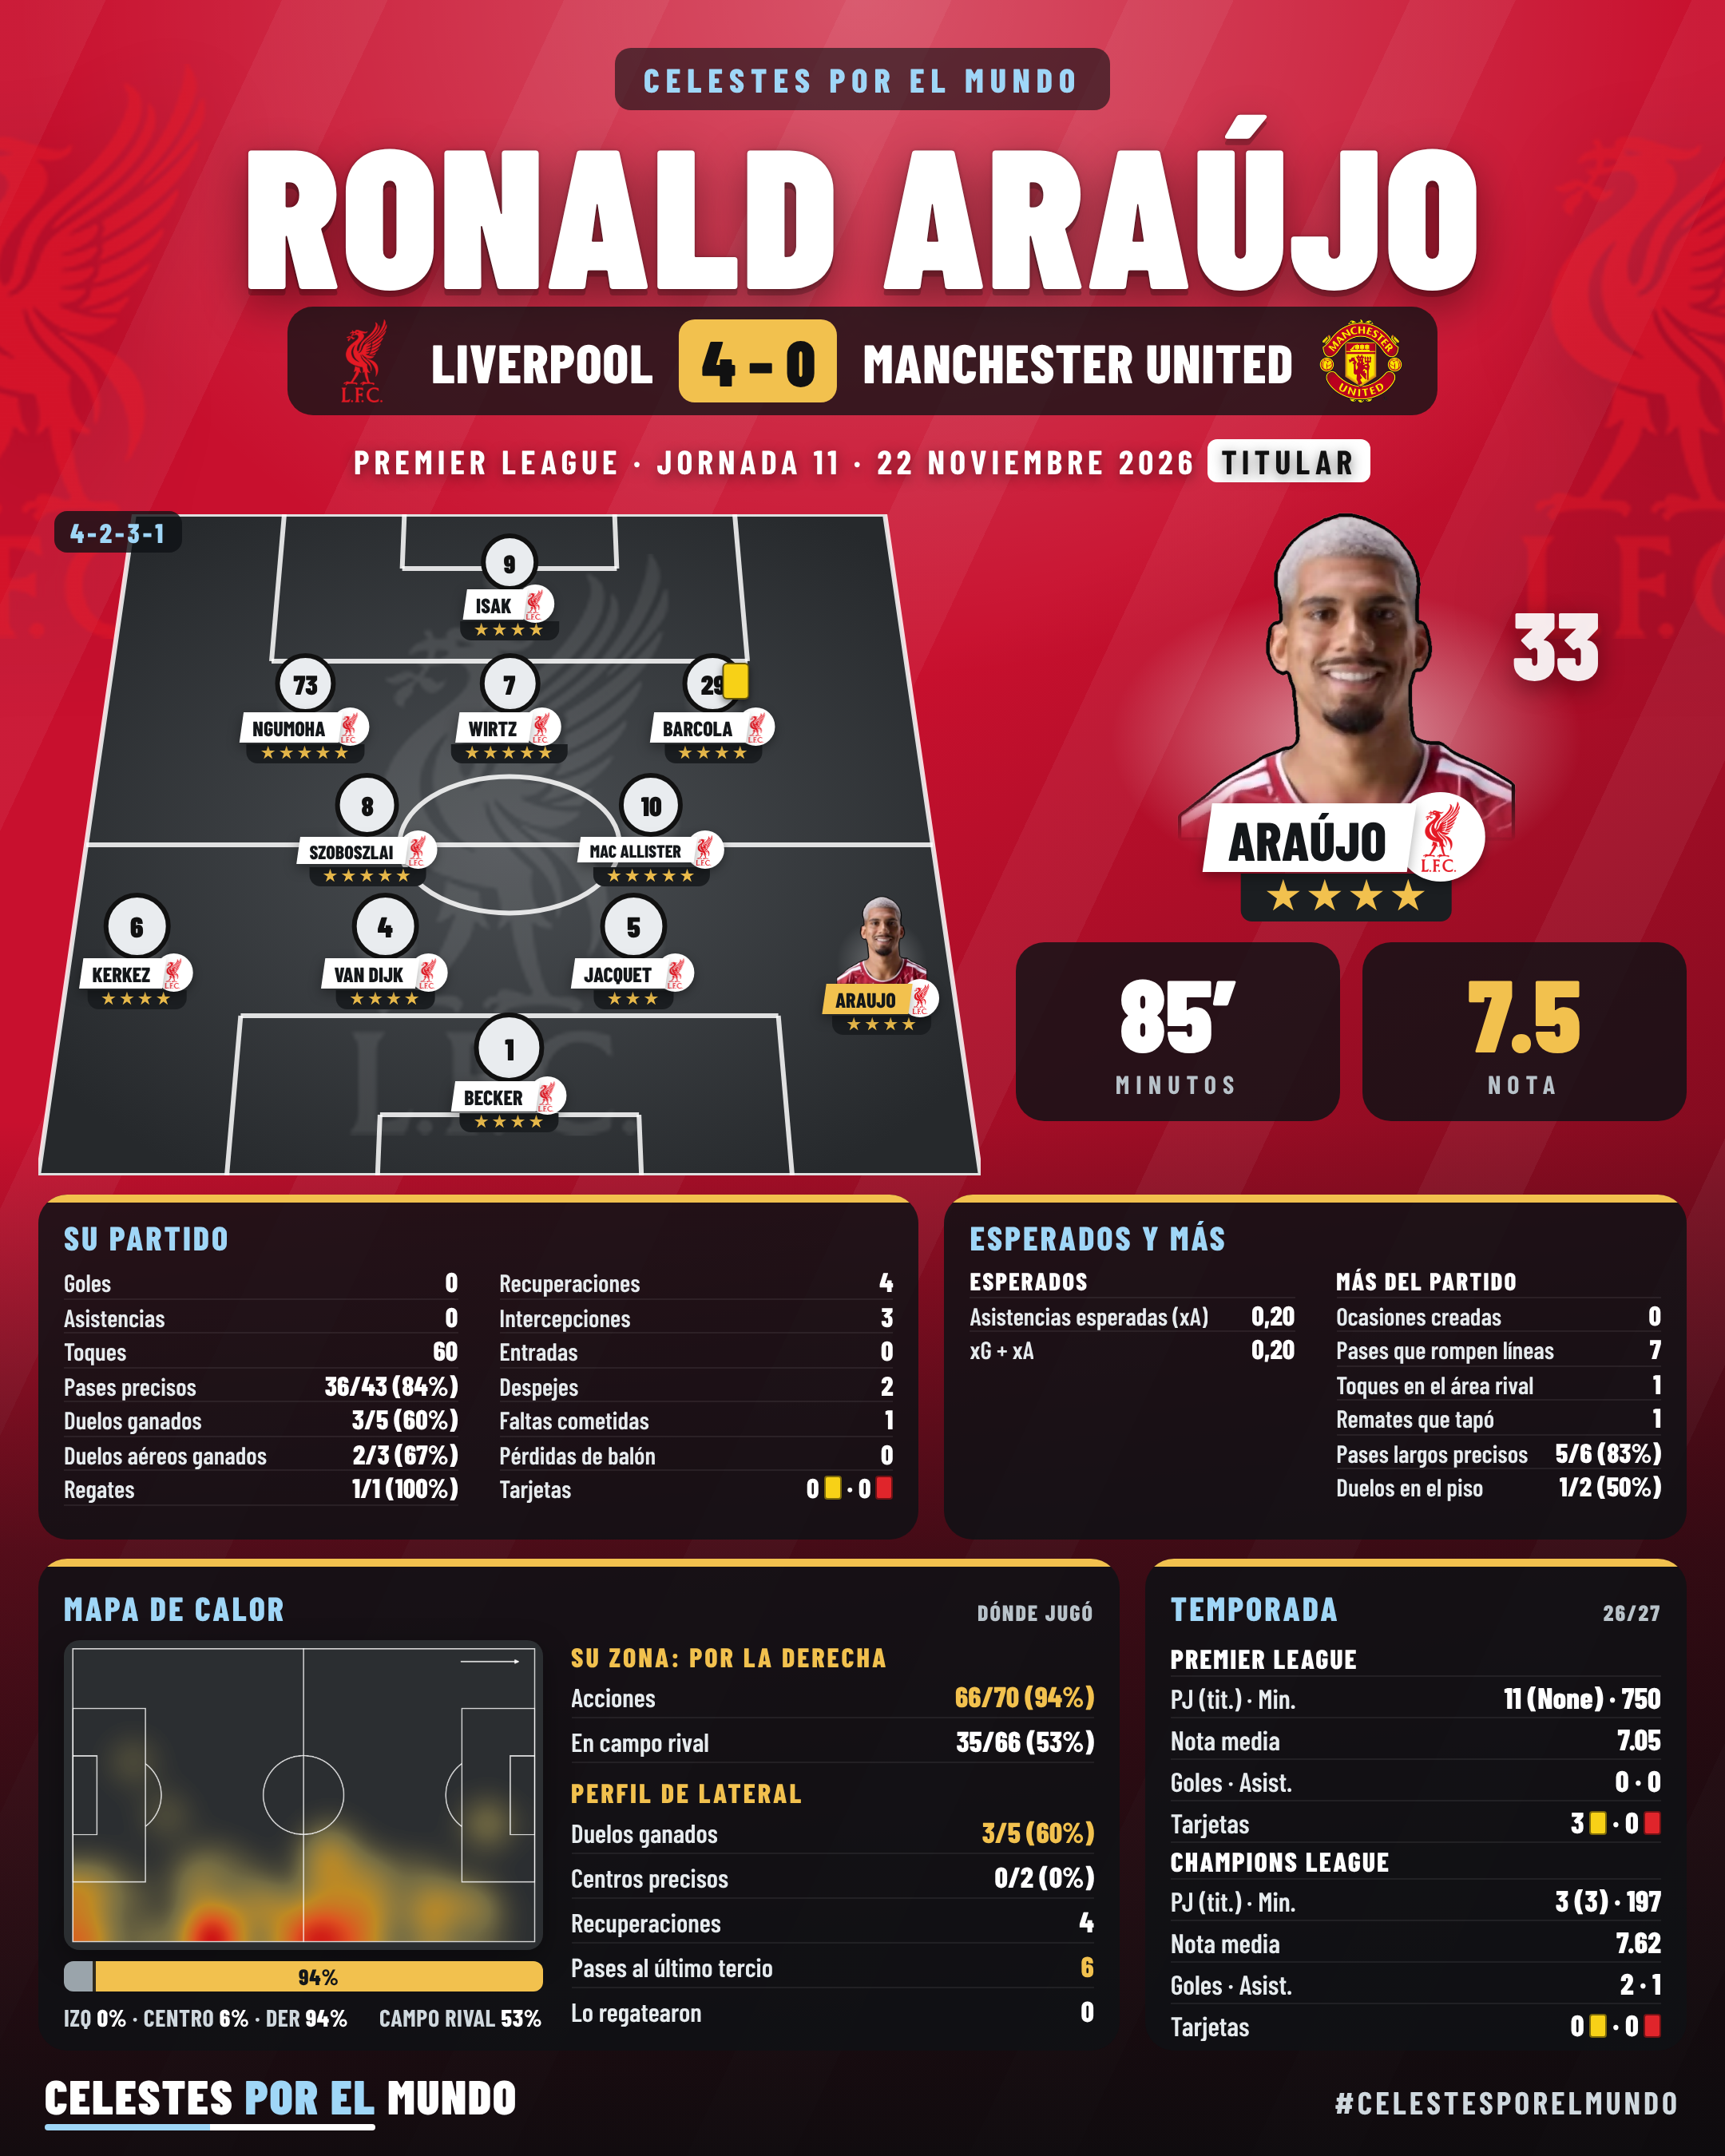 CELESTES POR EL MUNDO
RONALD ARAÚJO
L.F.C. LIVERPOOL 4 - 0 MANCHESTER UNITED MANCHESTER UNITED
PREMIER LEAGUE · JORNADA 11 · 22 NOVIEMBRE 2026 TITULAR
4-2-3-1
9
ISAK
73 7 29
NGUMOHA WIRTZ BARCOLA
8 10
SZOBOSZLAI MAC ALLISTER
6 4 5
KERKEZ VAN DIJK JACQUET ARAUJO
1
BECKER
L.F.C.
33
ARAÚJO L.F.C.
85’ 7.5
MINUTOS NOTA
SU PARTIDO
Goles 0
Asistencias 0
Toques 60
Pases precisos 36/43 (84%)
Duelos ganados 3/5 (60%)
Duelos aéreos ganados 2/3 (67%)
Regates 1/1 (100%)
Recuperaciones 4
Intercepciones 3
Entradas 0
Despejes 2
Faltas cometidas 1
Pérdidas de balón 0
Tarjetas 0 · 0
ESPERADOS Y MÁS
ESPERADOS
Asistencias esperadas (xA) 0,20
xG + xA 0,20
MÁS DEL PARTIDO
Ocasiones creadas 0
Pases que rompen líneas 7
Toques en el área rival 1
Remates que tapó 1
Pases largos precisos 5/6 (83%)
Duelos en el piso 1/2 (50%)
MAPA DE CALOR DÓNDE JUGÓ
94%
IZQ 0% · CENTRO 6% · DER 94% CAMPO RIVAL 53%
SU ZONA: POR LA DERECHA
Acciones 66/70 (94%)
En campo rival 35/66 (53%)
PERFIL DE LATERAL
Duelos ganados 3/5 (60%)
Centros precisos 0/2 (0%)
Recuperaciones 4
Pases al último tercio 6
Lo regatearon 0
TEMPORADA 26/27
PREMIER LEAGUE
PJ (tit.) · Min. 11 (None) · 750
Nota media 7.05
Goles · Asist. 0 · 0
Tarjetas 3 · 0
CHAMPIONS LEAGUE
PJ (tit.) · Min. 3 (3) · 197
Nota media 7.62
Goles · Asist. 2 · 1
Tarjetas 0 · 0
CELESTES POR EL MUNDO
#CELESTESPORELMUNDO